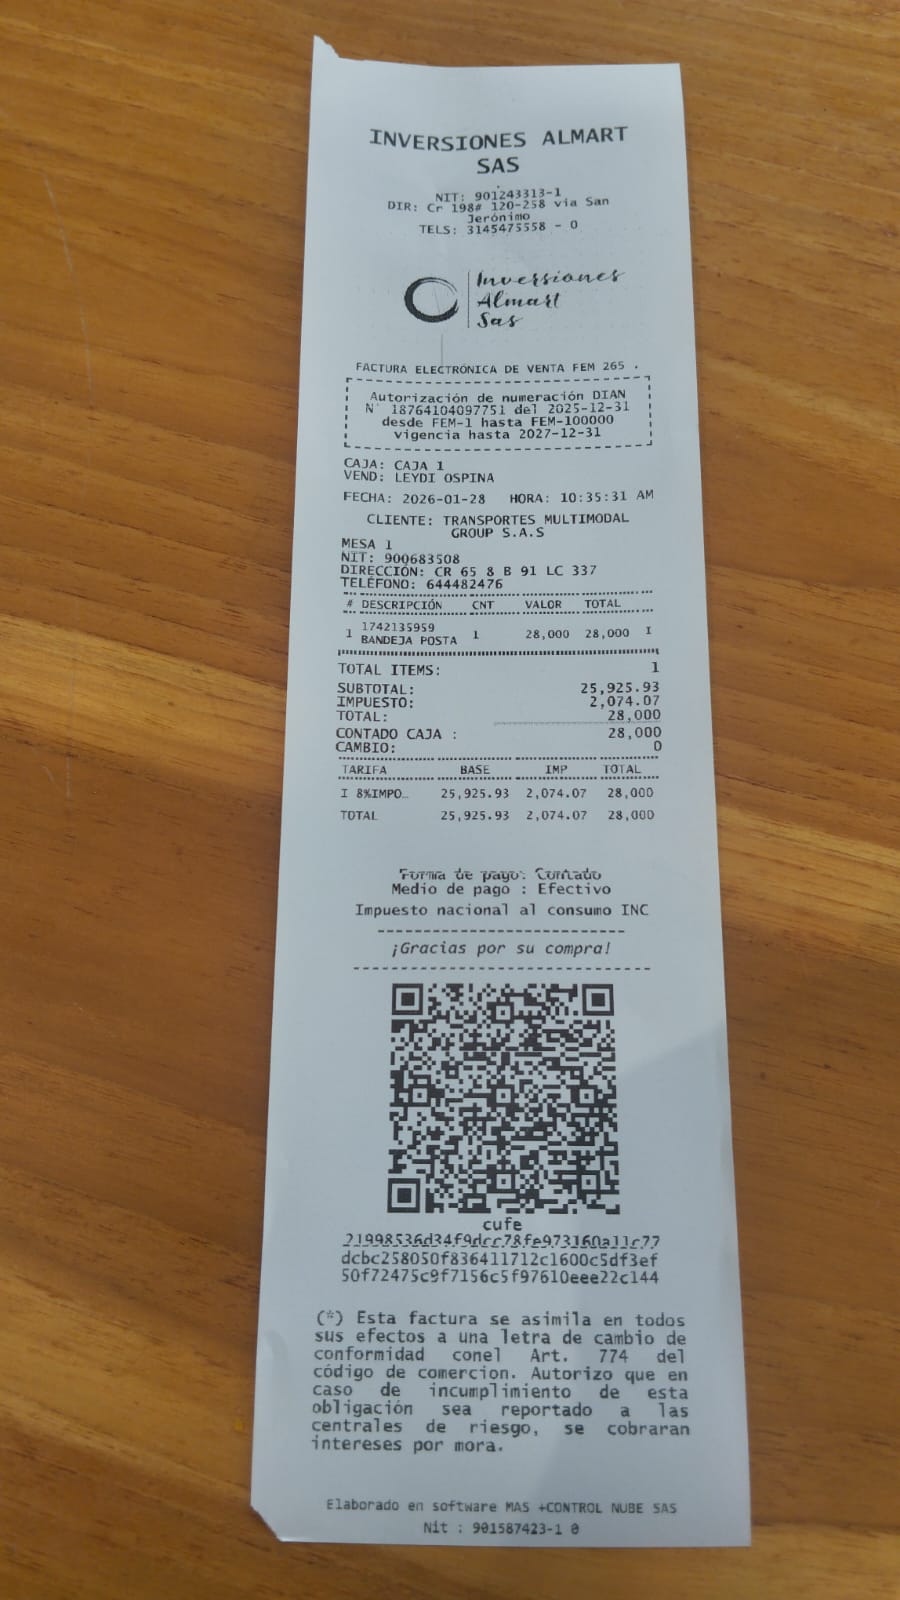 INVERSIONES ALMART
SAS
NIT: 901243313-1
DIR: Cr 198# 120-258 via San
Jerónimo
TELS: 3145475558 - 0
Inversiones
Almart
Sas
FACTURA ELECTRÓNICA DE VENTA FEM 265 .
Autorización de numeración DIAN
N° 18764104097751 del 2025-12-31
desde FEM-1 hasta FEM-100000
vigencia hasta 2027-12-31
CAJA: CAJA 1
VEND: LEYDI OSPINA
FECHA: 2026-01-28 HORA: 10:35:31 AM
CLIENTE: TRANSPORTES MULTIMODAL
GROUP S.A.S
MESA 1
NIT: 900683508
DIRECCIÓN: CR 65 8 B 91 LC 337
TELÉFONO: 644482476
# DESCRIPCIÓN CNT VALOR TOTAL
1 1742135959
BANDEJA POSTA 1 28,000 28,000 I
TOTAL ITEMS: 1
SUBTOTAL: 25,925.93
IMPUESTO: 2,074.07
TOTAL: 28,000
CONTADO CAJA : 28,000
CAMBIO: 0
TARIFA BASE IMP TOTAL
I 8%IMPO… 25,925.93 2,074.07 28,000
TOTAL 25,925.93 2,074.07 28,000
Forma de pago: Contado
Medio de pago : Efectivo
Impuesto nacional al consumo INC
¡Gracias por su compra!
cufe
21998536d34f9dcc78fe973160a11c77
dcbc258050f836411712c1600c5df3ef
50f72475c9f7156c5f97610eee22c144
(*) Esta factura se asimila en todos
sus efectos a una letra de cambio de
conformidad conel Art. 774 del
código de comercion. Autorizo que en
caso de incumplimiento de esta
obligación sea reportado a las
centrales de riesgo, se cobraran
intereses por mora.
Elaborado en software MAS +CONTROL NUBE SAS
Nit : 901587423-1 0